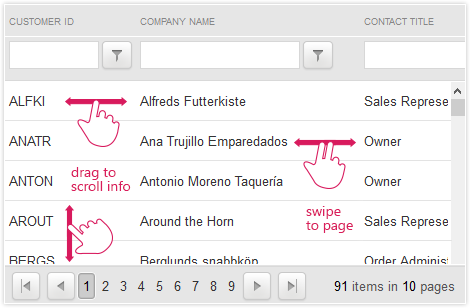 CUSTOMER ID COMPANY NAME CONTACT TITLE
ALFKI Alfreds Futterkiste Sales Represe
ANATR Ana Trujillo Emparedados Owner
drag to
scroll info
ANTON Antonio Moreno Taquería Owner
swipe
to page
AROUT Around the Horn Sales Represe
BERGS Berglunds snabbköp Order Administ
1 2 3 4 5 6 7 8 9 91 items in 10 pages